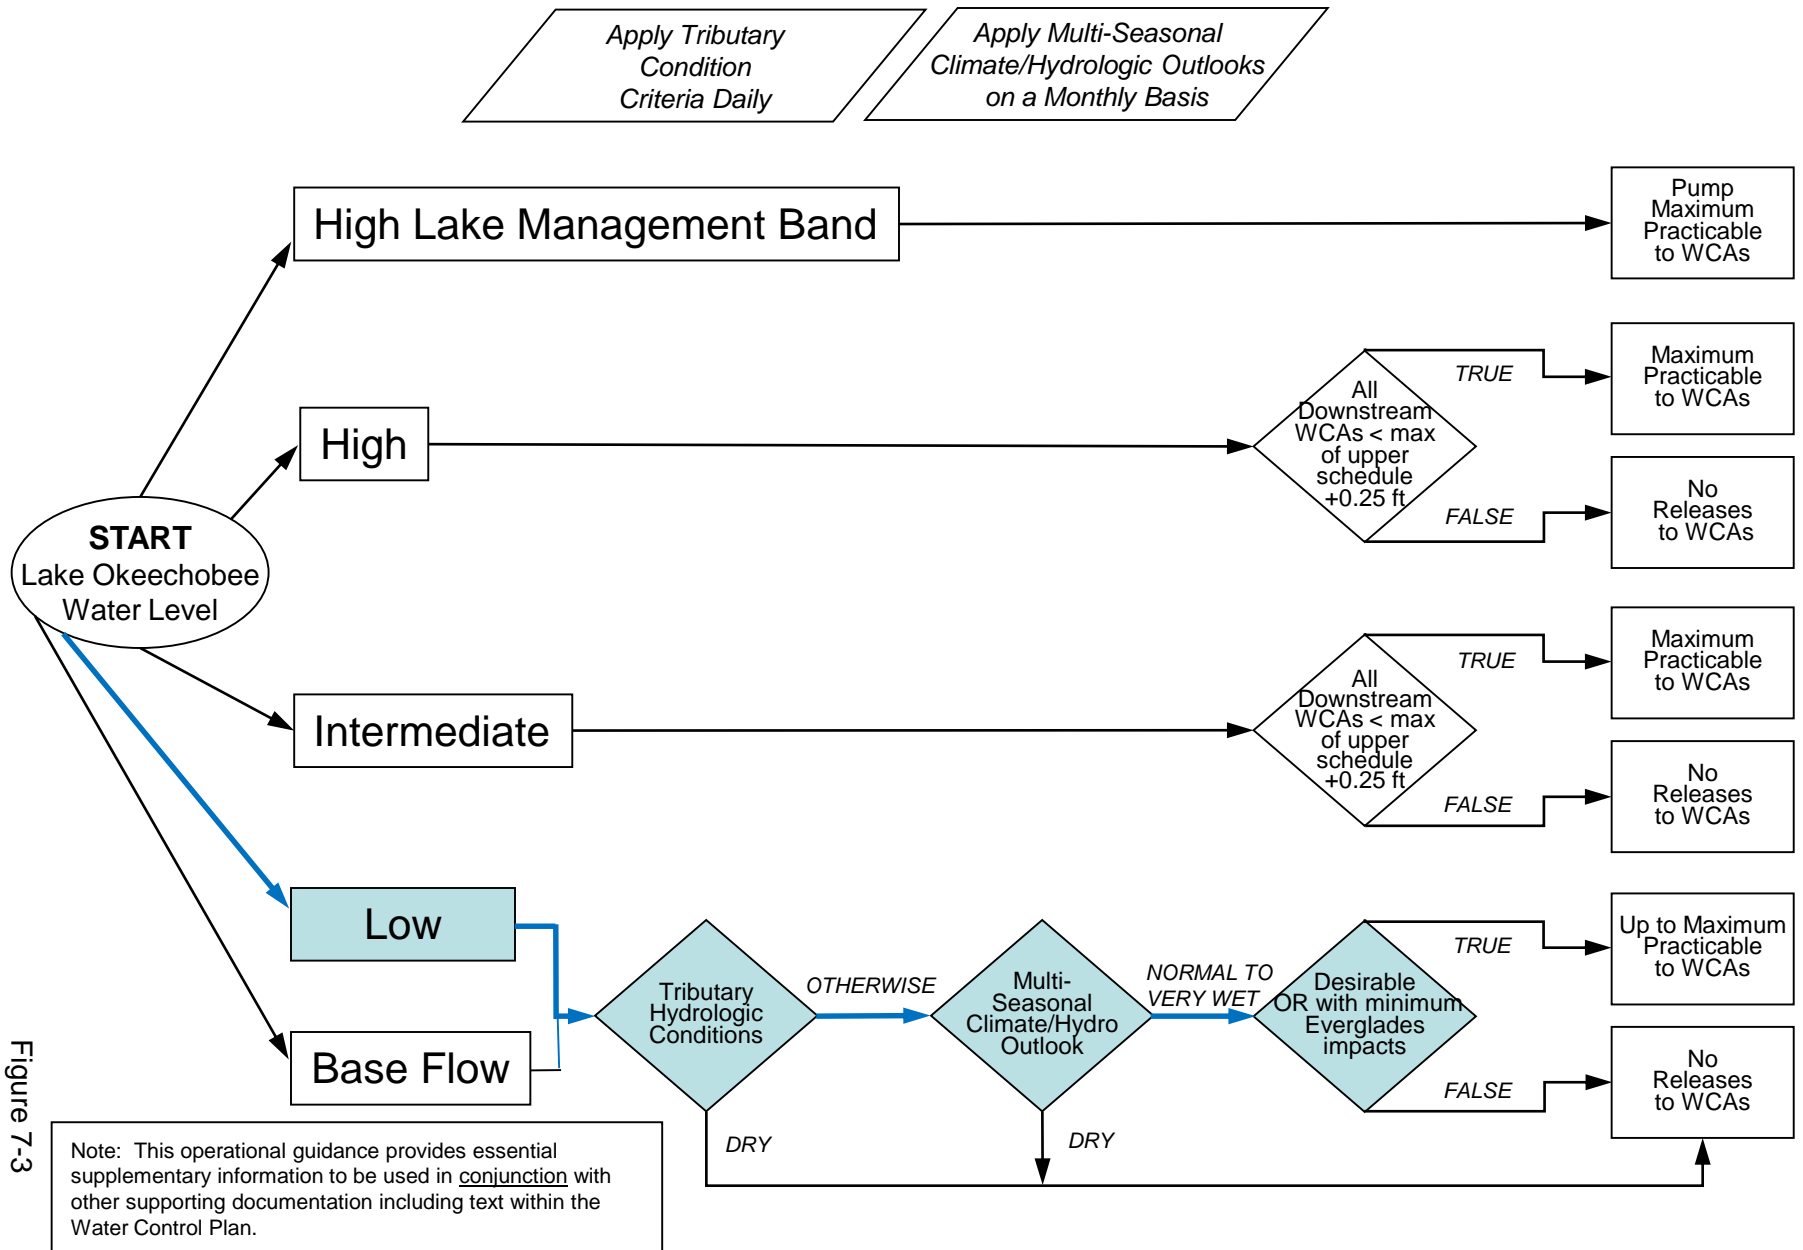 Apply Tributary
Condition
Criteria Daily
Apply Multi-Seasonal
Climate/Hydrologic Outlooks
on a Monthly Basis
High Lake Management Band
Pump
Maximum
Practicable
to WCAs
High
All
Downstream
WCAs < max
of upper
schedule
+0.25 ft
TRUE
Maximum
Practicable
to WCAs
FALSE
No
Releases
to WCAs
START
Lake Okeechobee
Water Level
Intermediate
All
Downstream
WCAs < max
of upper
schedule
+0.25 ft
TRUE
Maximum
Practicable
to WCAs
FALSE
No
Releases
to WCAs
Low
Base Flow
Tributary
Hydrologic
Conditions
OTHERWISE
DRY
Multi-
Seasonal
Climate/Hydro
Outlook
NORMAL TO
VERY WET
DRY
Desirable
OR with minimum
Everglades
impacts
TRUE
Up to Maximum
Practicable
to WCAs
FALSE
No
Releases
to WCAs
Figure 7-3
Note:  This operational guidance provides essential
supplementary information to be used in conjunction with
other supporting documentation including text within the
Water Control Plan.